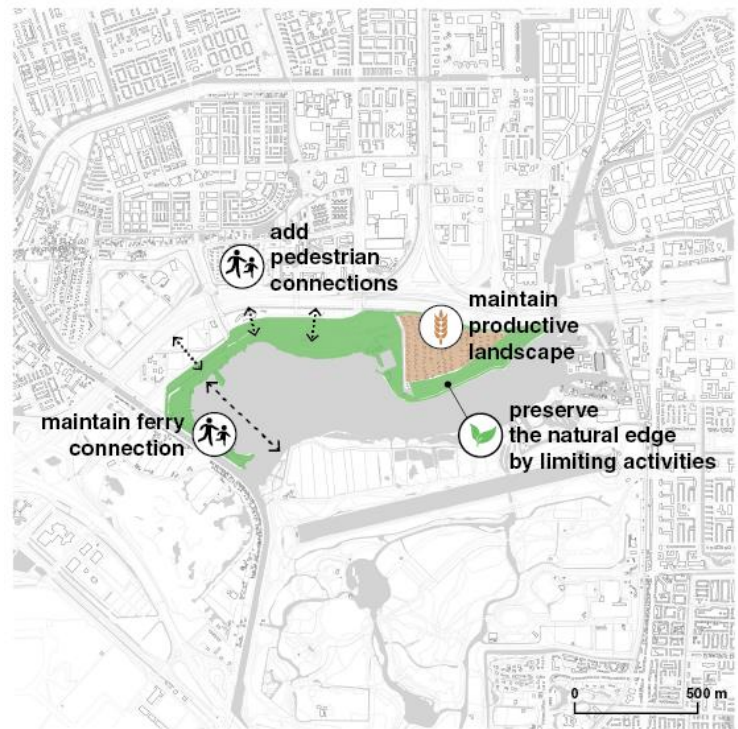 add
pedestrian
connections
maintain
productive
landscape
maintain ferry
connection
preserve
the natural edge
by limiting activities
0
500 m